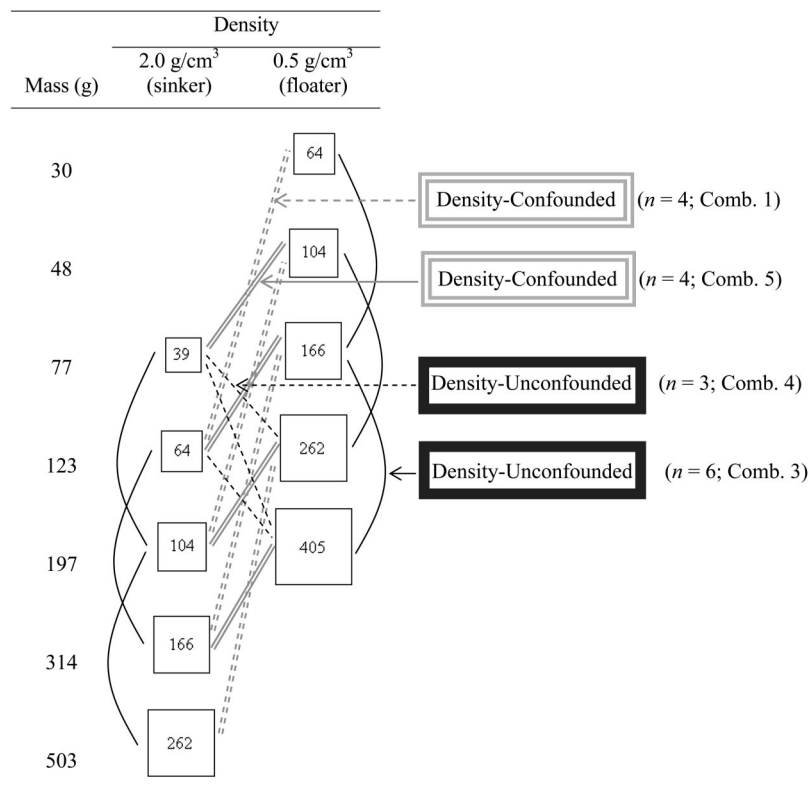 Density
Mass (g)
2.0 g/cm³
(sinker)
0.5 g/cm³
(floater)
30
64
Density-Confounded (n = 4; Comb. 1)
48
104
Density-Confounded (n = 4; Comb. 5)
77
39
166
Density-Unconfounded (n = 3; Comb. 4)
123
64
262
Density-Unconfounded (n = 6; Comb. 3)
197
104
405
314
166
503
262